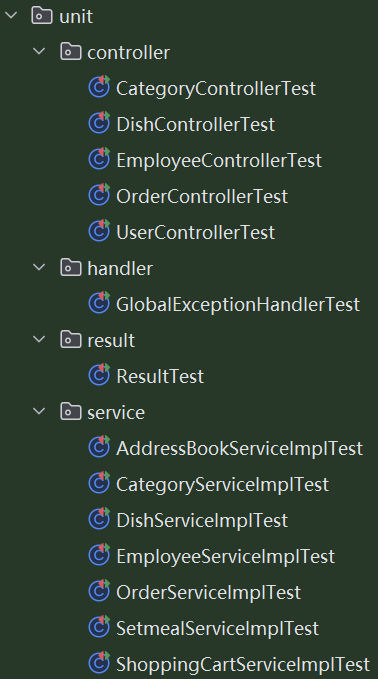 unit
controller
CategoryControllerTest
DishControllerTest
EmployeeControllerTest
OrderControllerTest
UserControllerTest
handler
GlobalExceptionHandlerTest
result
ResultTest
service
AddressBookServiceImplTest
CategoryServiceImplTest
DishServiceImplTest
EmployeeServiceImplTest
OrderServiceImplTest
SetmealServiceImplTest
ShoppingCartServiceImplTest